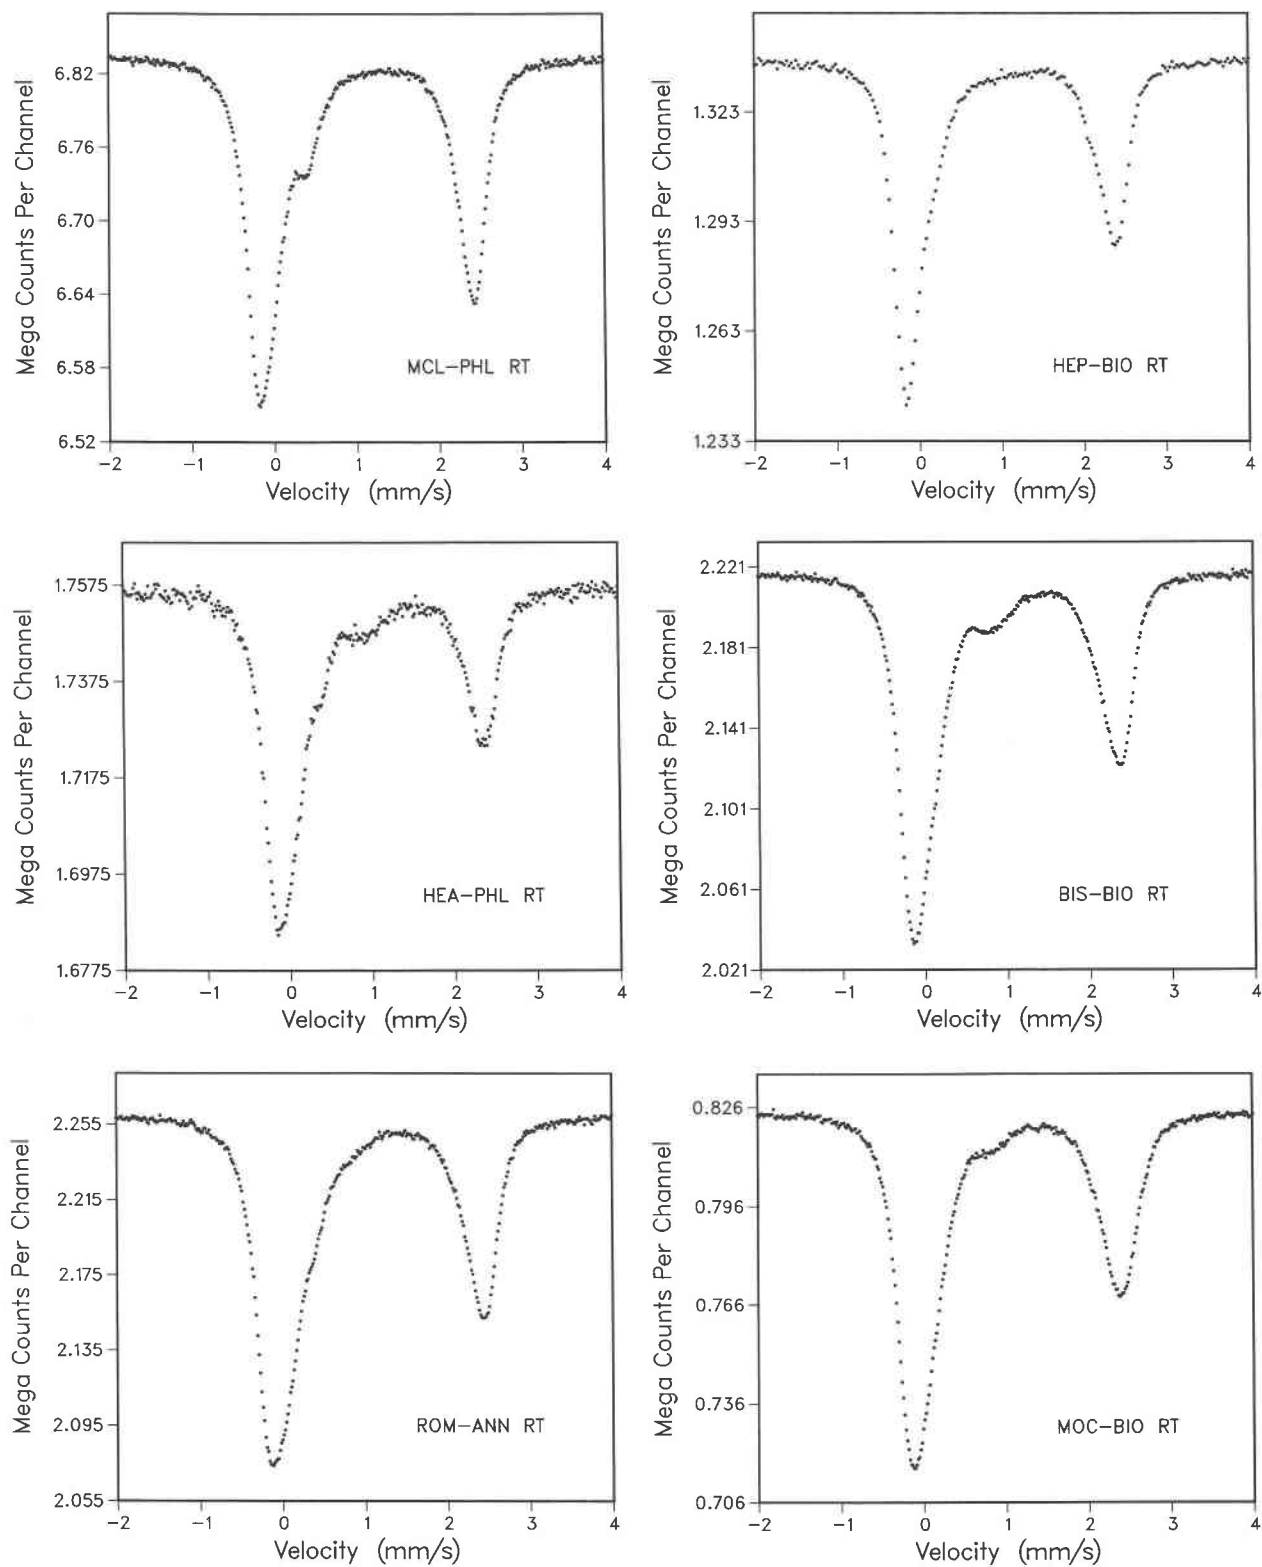 Mega Counts Per Channel
6.82
6.76
6.70
6.64
6.58
6.52
MCL-PHL RT
-2 -1 0 1 2 3 4
Velocity (mm/s)
Mega Counts Per Channel
1.323
1.293
1.263
1.233
HEP-BIO RT
-2 -1 0 1 2 3 4
Velocity (mm/s)
Mega Counts Per Channel
1.7575
1.7375
1.7175
1.6975
1.6775
HEA-PHL RT
-2 -1 0 1 2 3 4
Velocity (mm/s)
Mega Counts Per Channel
2.221
2.181
2.141
2.101
2.061
2.021
BIS-BIO RT
-2 -1 0 1 2 3 4
Velocity (mm/s)
Mega Counts Per Channel
2.255
2.215
2.175
2.135
2.095
2.055
ROM-ANN RT
-2 -1 0 1 2 3 4
Velocity (mm/s)
Mega Counts Per Channel
0.826
0.796
0.766
0.736
0.706
MOC-BIO RT
-2 -1 0 1 2 3 4
Velocity (mm/s)